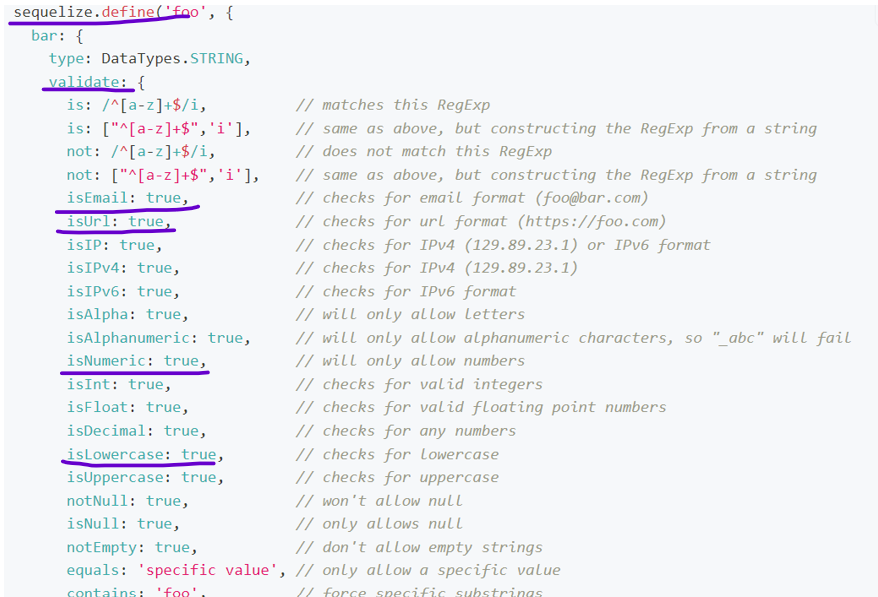 sequelize.define('foo', {
bar: {
type: DataTypes.STRING,
validate: {
is: /^[a-z]+$/i, // matches this RegExp
is: ["^[a-z]+$",'i'], // same as above, but constructing the RegExp from a string
not: /^[a-z]+$/i, // does not match this RegExp
not: ["^[a-z]+$",'i'], // same as above, but constructing the RegExp from a string
isEmail: true, // checks for email format (foo@bar.com)
isUrl: true, // checks for url format (https://foo.com)
isIP: true, // checks for IPv4 (129.89.23.1) or IPv6 format
isIPv4: true, // checks for IPv4 (129.89.23.1)
isIPv6: true, // checks for IPv6 format
isAlpha: true, // will only allow letters
isAlphanumeric: true, // will only allow alphanumeric characters, so "_abc" will fail
isNumeric: true, // will only allow numbers
isInt: true, // checks for valid integers
isFloat: true, // checks for valid floating point numbers
isDecimal: true, // checks for any numbers
isLowercase: true, // checks for lowercase
isUppercase: true, // checks for uppercase
notNull: true, // won't allow null
isNull: true, // only allows null
notEmpty: true, // don't allow empty strings
equals: 'specific value', // only allow a specific value
contains: 'foo', // force specific substrings